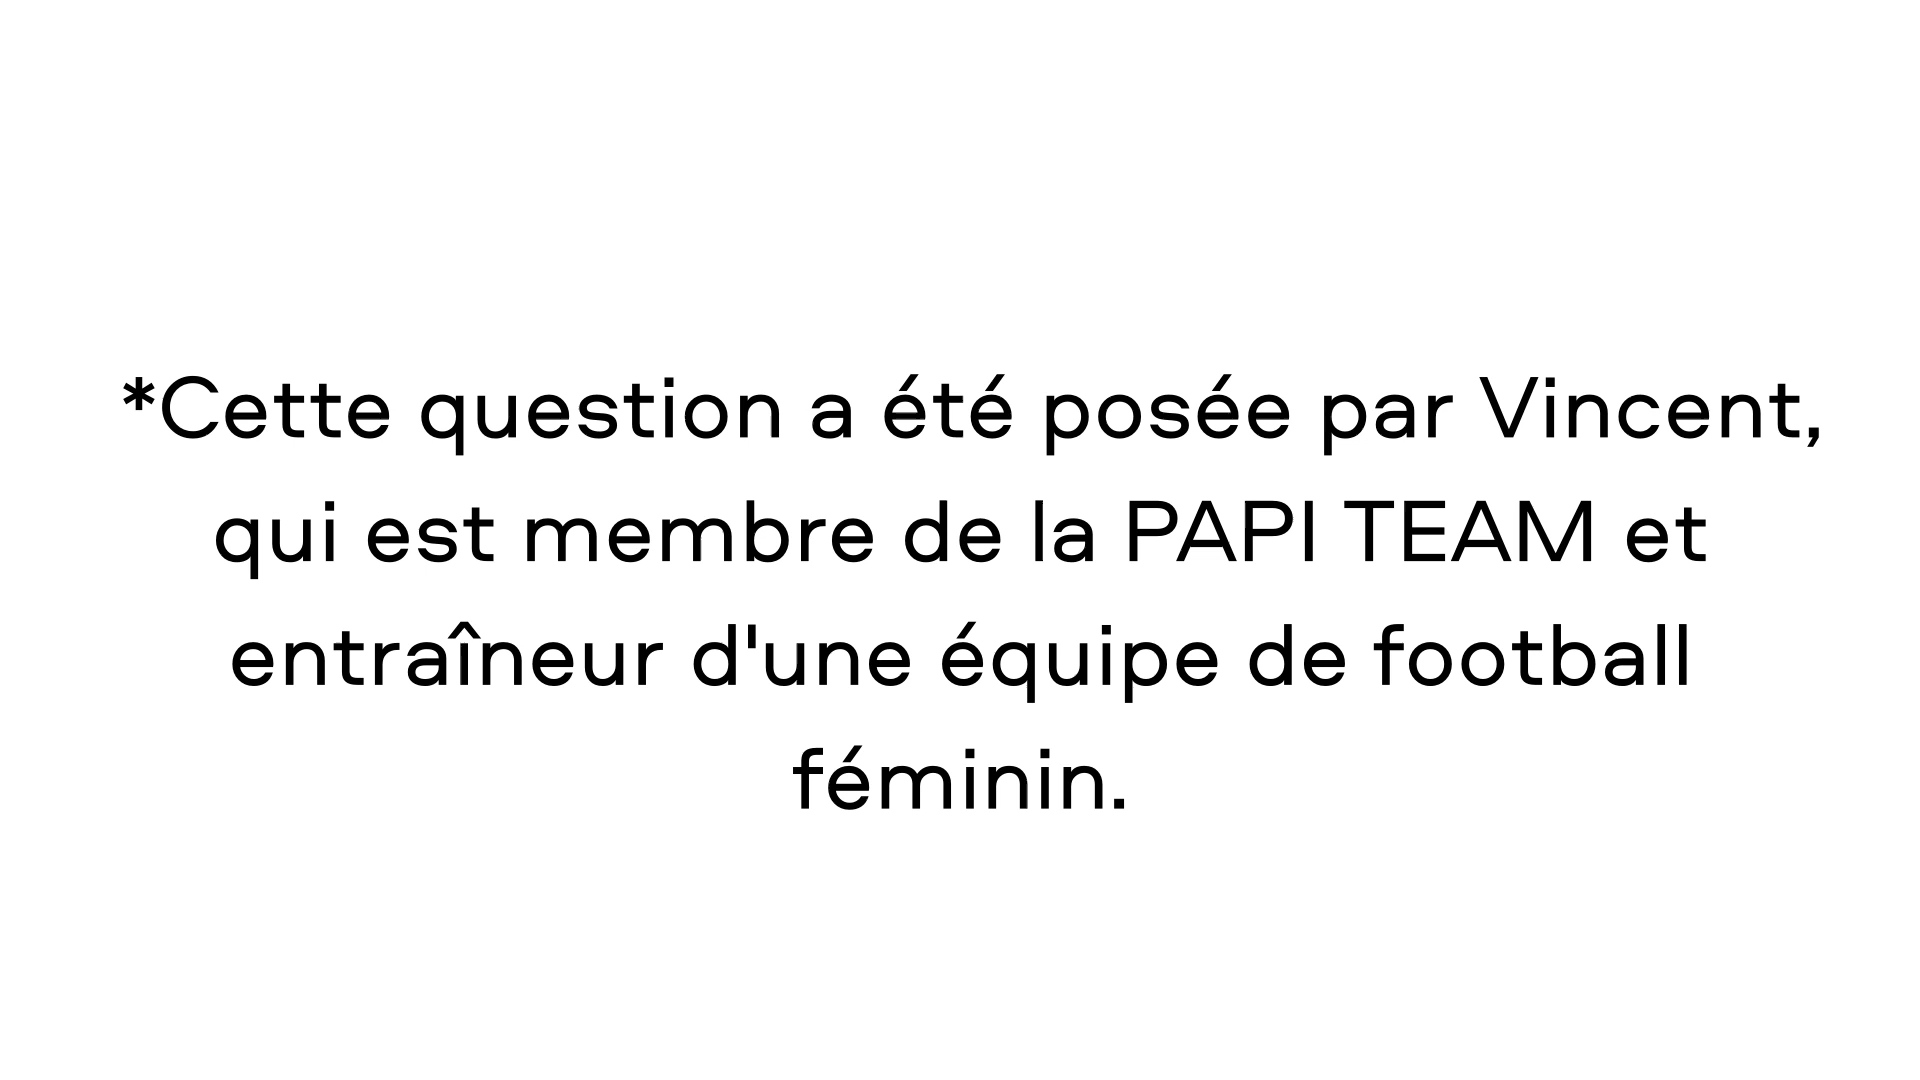 *Cette question a été posée par Vincent,
qui est membre de la PAPI TEAM et
entraîneur d'une équipe de football
féminin.